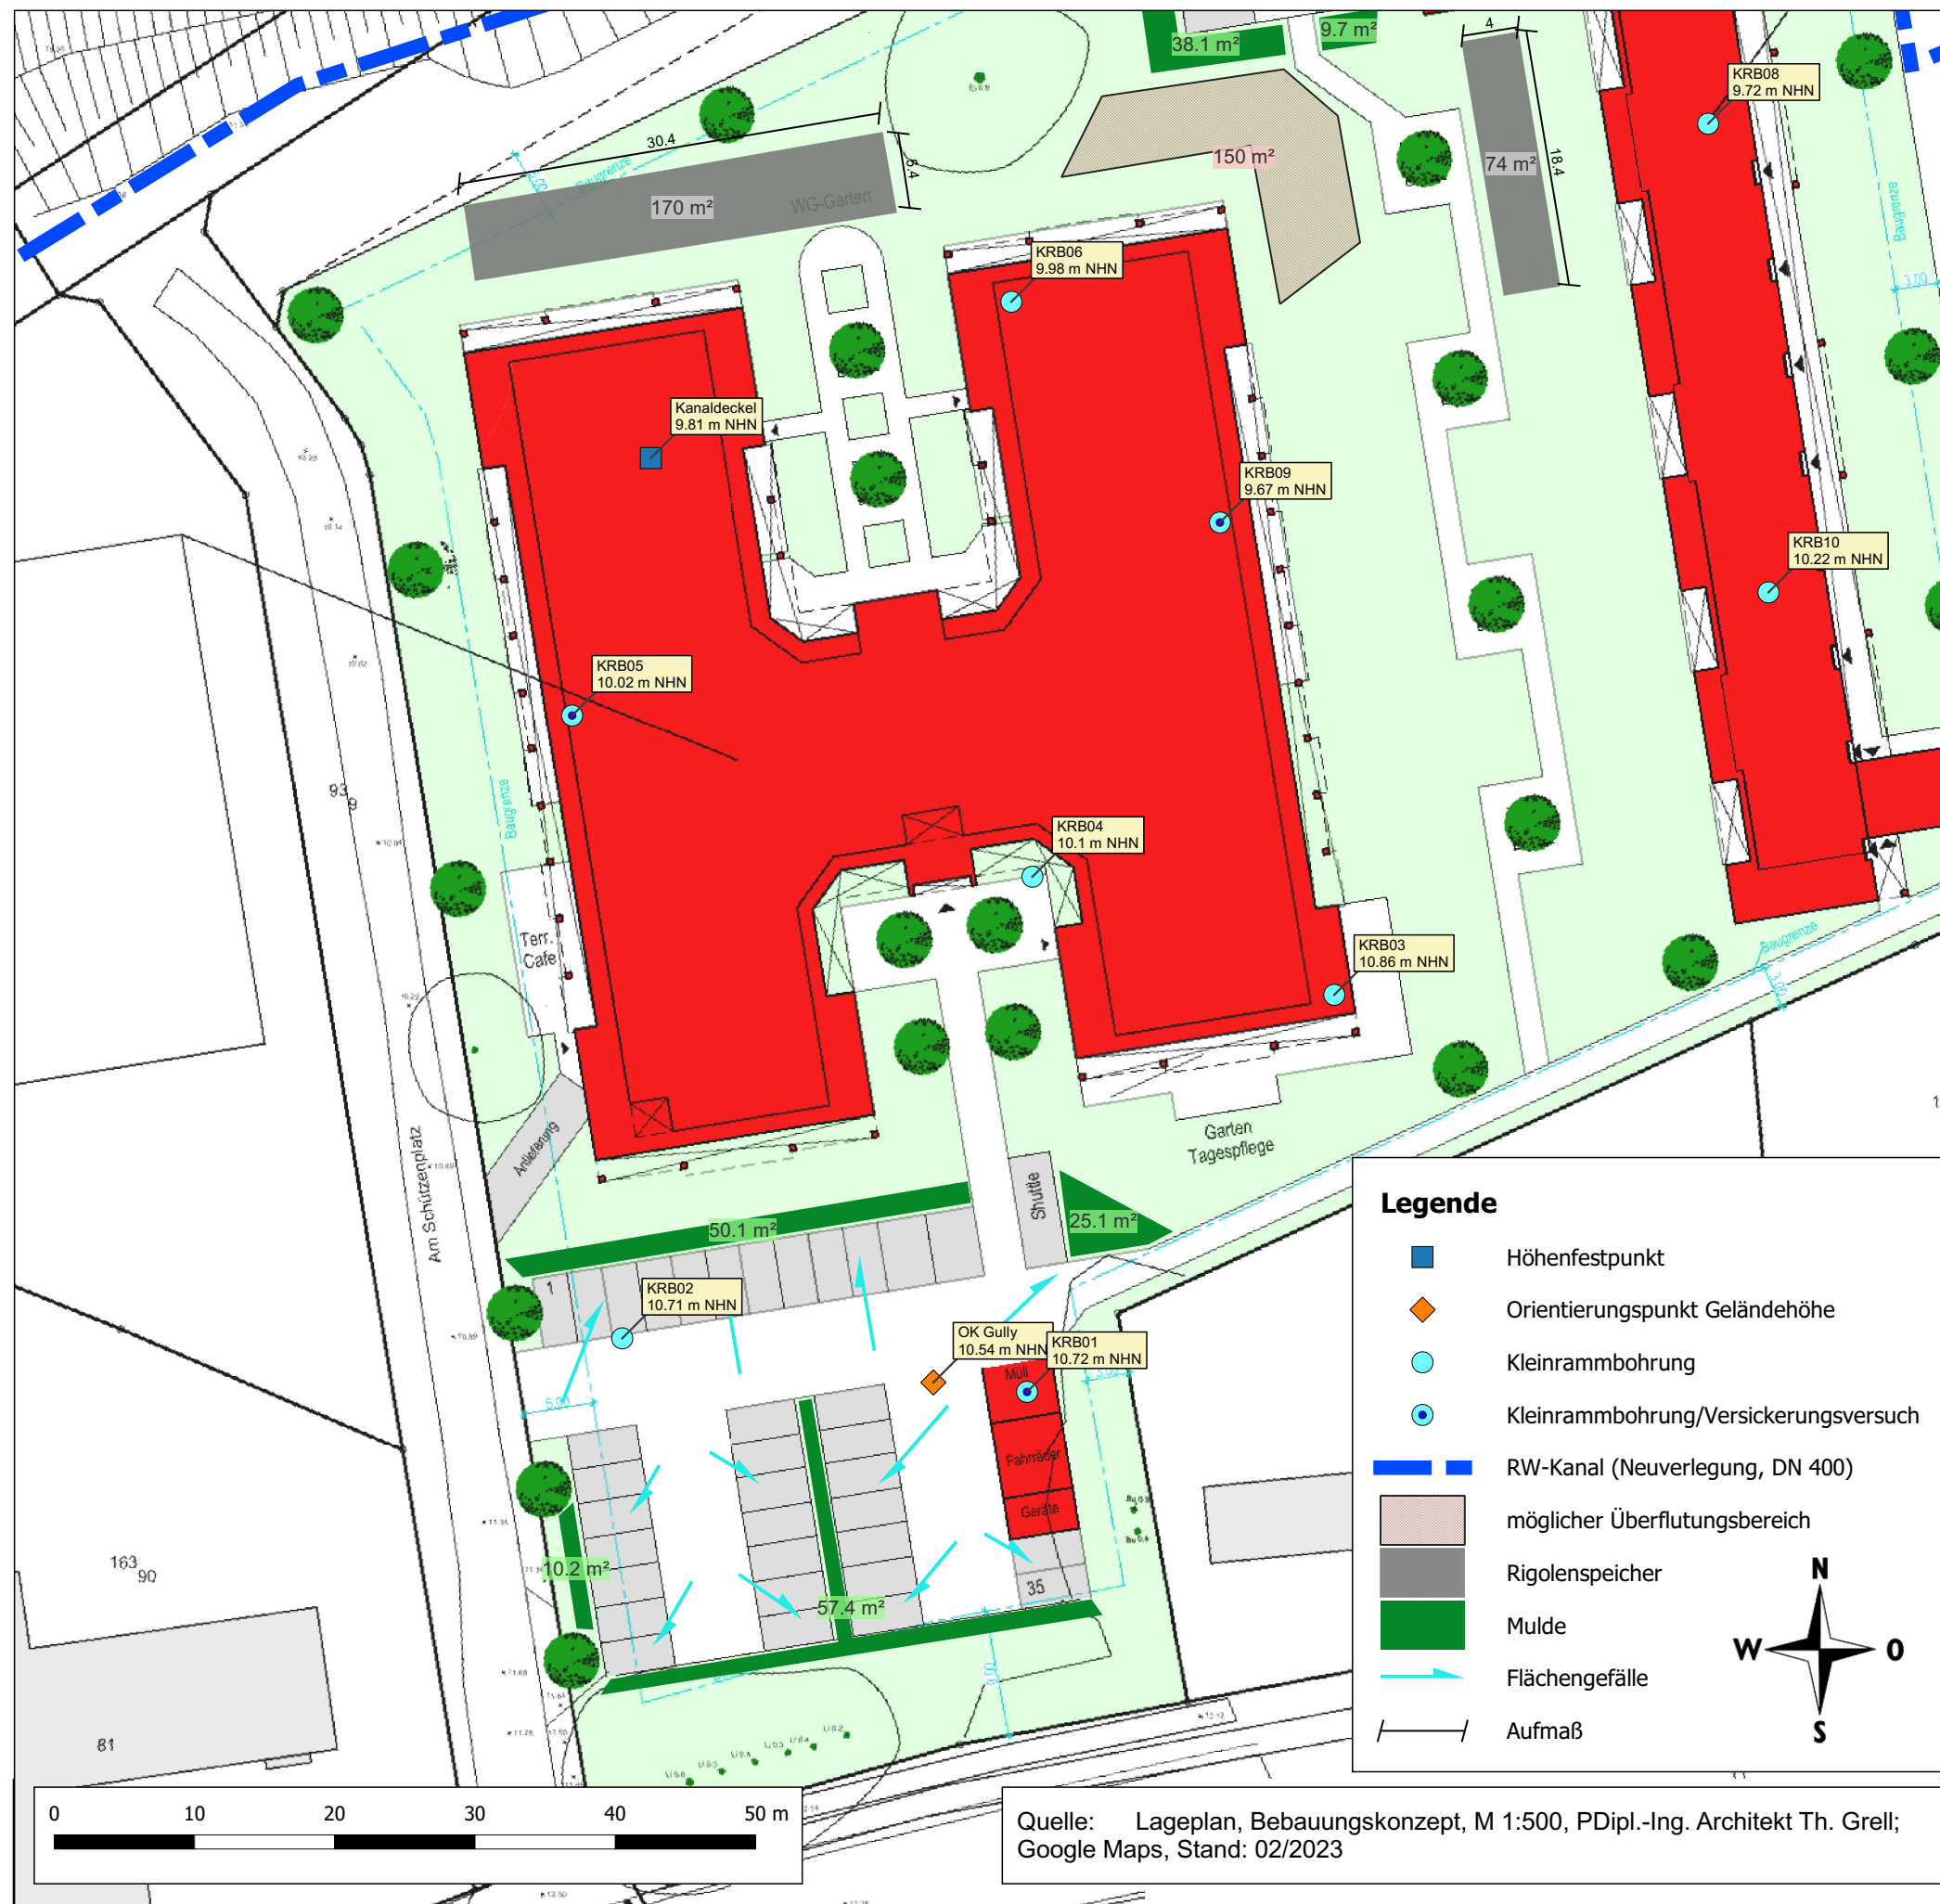 38.1 m²
9.7 m²
4
KRB08
9.72 m NHN
30.4
5.4
150 m²
74 m²
18.4
Baugrenze
170 m²
WG-Garten
Baugrenze
3.00
KRB06
9.98 m NHN
Kanaldeckel
9.81 m NHN
KRB09
9.67 m NHN
KRB10
10.22 m NHN
KRB05
10.02 m NHN
93
9
Baugrenze
KRB04
10.1 m NHN
Terr.
Cafe
KRB03
10.86 m NHN
Baugrenze
3.00
Anlieferung
Am Schützenplatz
Garten
Tagespflege
Shuttle
50.1 m²
25.1 m²
1
KRB02
10.71 m NHN
OK Gully
10.54 m NHN
KRB01
10.72 m NHN
Müll
Fahrräder
Geräte
35
10.2 m²
57.4 m²
163
90
81
Legende
Höhenfestpunkt
Orientierungspunkt Geländehöhe
Kleinrammbohrung
Kleinrammbohrung/Versickerungsversuch
RW-Kanal (Neuverlegung, DN 400)
möglicher Überflutungsbereich
Rigolenspeicher
Mulde
Flächengefälle
Aufmaß
N
W
O
S
0 10 20 30 40 50 m
Quelle: Lageplan, Bebauungskonzept, M 1:500, PDipl.-Ing. Architekt Th. Grell;
Google Maps, Stand: 02/2023